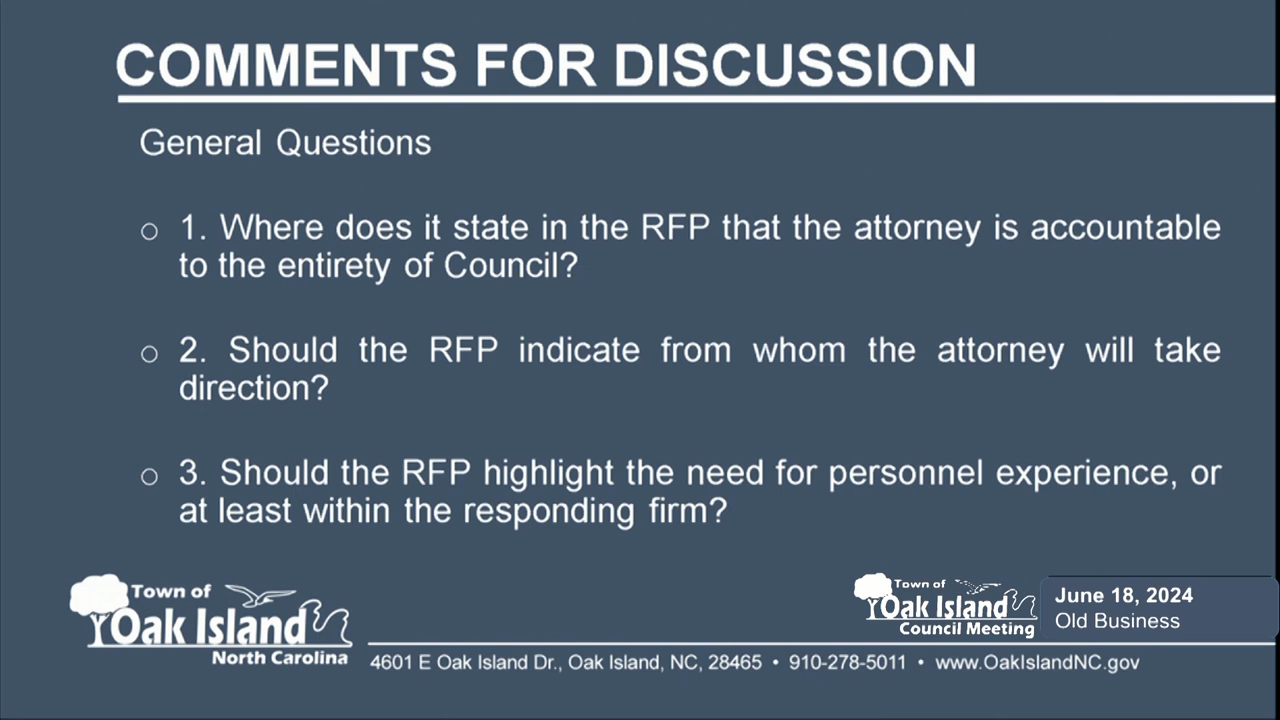 COMMENTS FOR DISCUSSION
General Questions
1. Where does it state in the RFP that the attorney is accountable
to the entirety of Council?
2. Should the RFP indicate from whom the attorney will take
direction?
3. Should the RFP highlight the need for personnel experience, or
at least within the responding firm?
Town of
Oak Island
North Carolina
4601 E Oak Island Dr., Oak Island, NC, 28465 • 910-278-5011 • www.OakIslandNC.gov
Town of
Oak Island
Council Meeting
June 18, 2024
Old Business